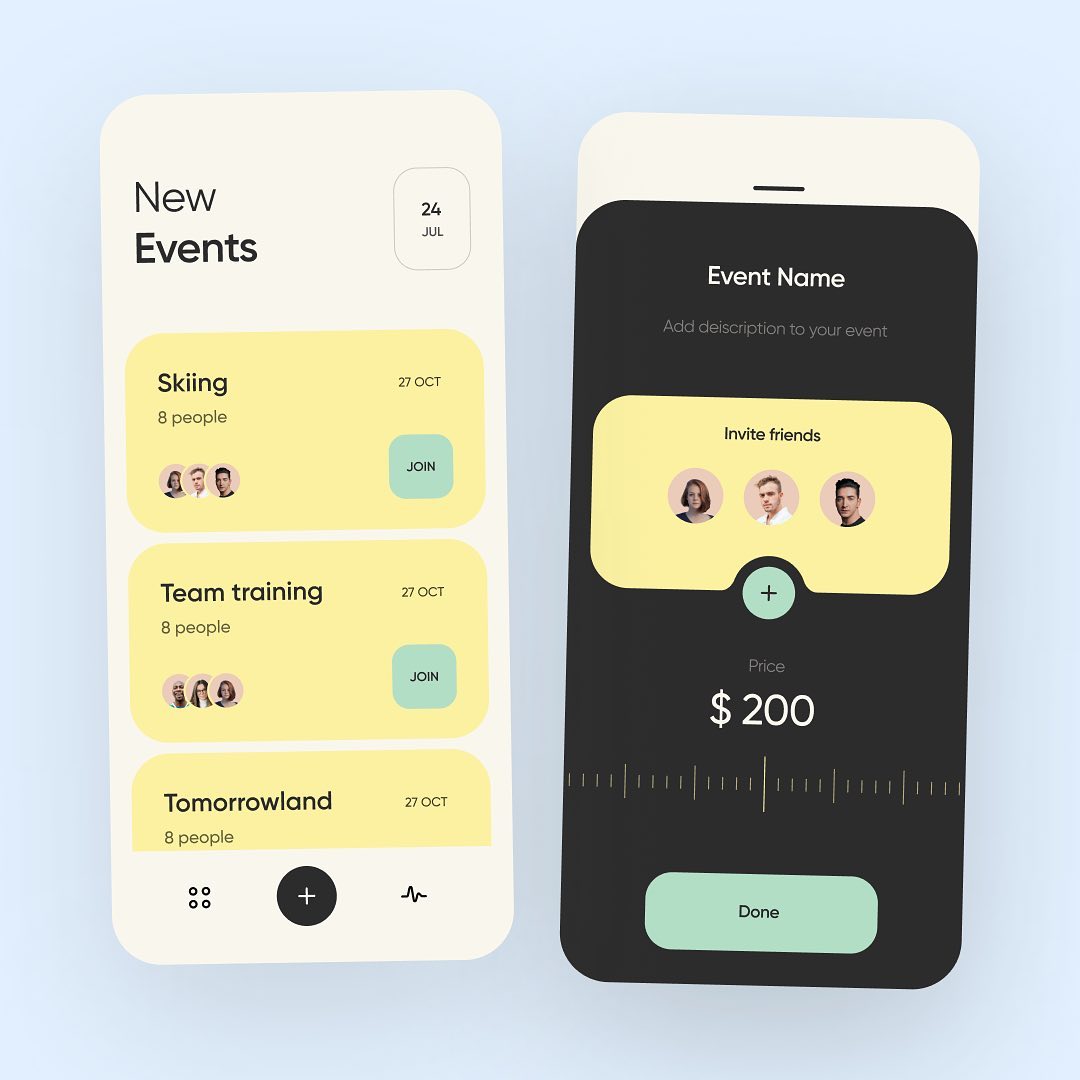 New
Events
24
JUL
Skiing
27 OCT
8 people
JOIN
Team training
27 OCT
8 people
JOIN
Tomorrowland
27 OCT
8 people
Event Name
Add deiscription to your event
Invite friends
Price
$ 200
Done